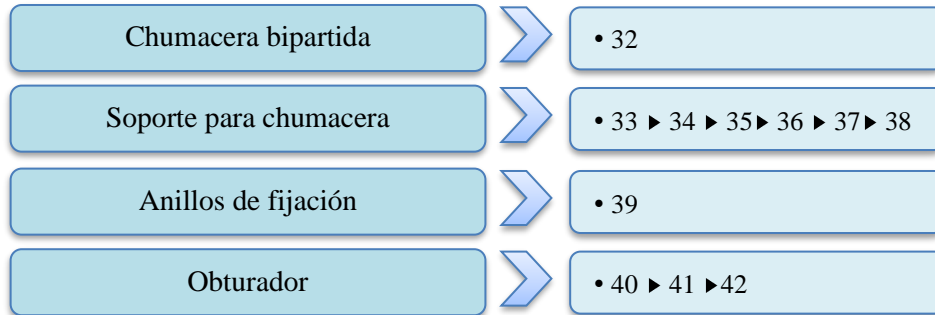 Chumacera bipartida
• 32
Soporte para chumacera
• 33 ▶ 34 ▶ 35 ▶ 36 ▶ 37 ▶ 38
Anillos de fijación
• 39
Obturador
• 40 ▶ 41 ▶ 42